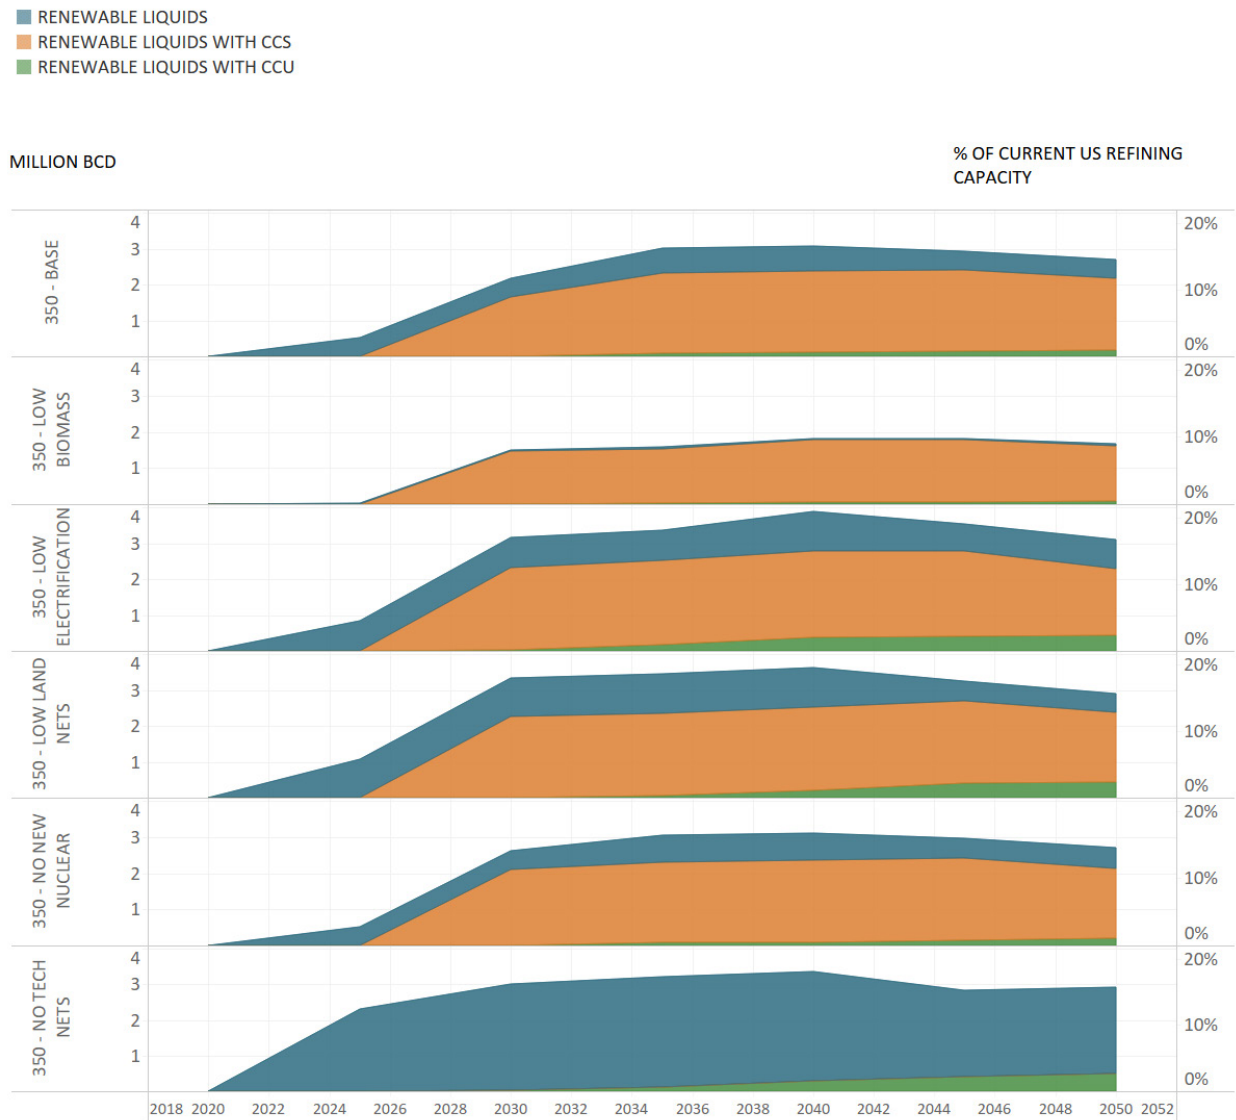 RENEWABLE LIQUIDS
RENEWABLE LIQUIDS WITH CCS
RENEWABLE LIQUIDS WITH CCU
MILLION BCD
% OF CURRENT US REFINING
CAPACITY
350 - BASE
4
3
2
1
20%
10%
0%
350 - LOW
BIOMASS
4
3
2
1
20%
10%
0%
350 - LOW
ELECTRIFICATION
4
3
2
1
20%
10%
0%
350 - LOW LAND
NETS
4
3
2
1
20%
10%
0%
350 - NO NEW
NUCLEAR
4
3
2
1
20%
10%
0%
350 - NO TECH
NETS
4
3
2
1
20%
10%
0%
2018 2020 2022 2024 2026 2028 2030 2032 2034 2036 2038 2040 2042 2044 2046 2048 2050 2052